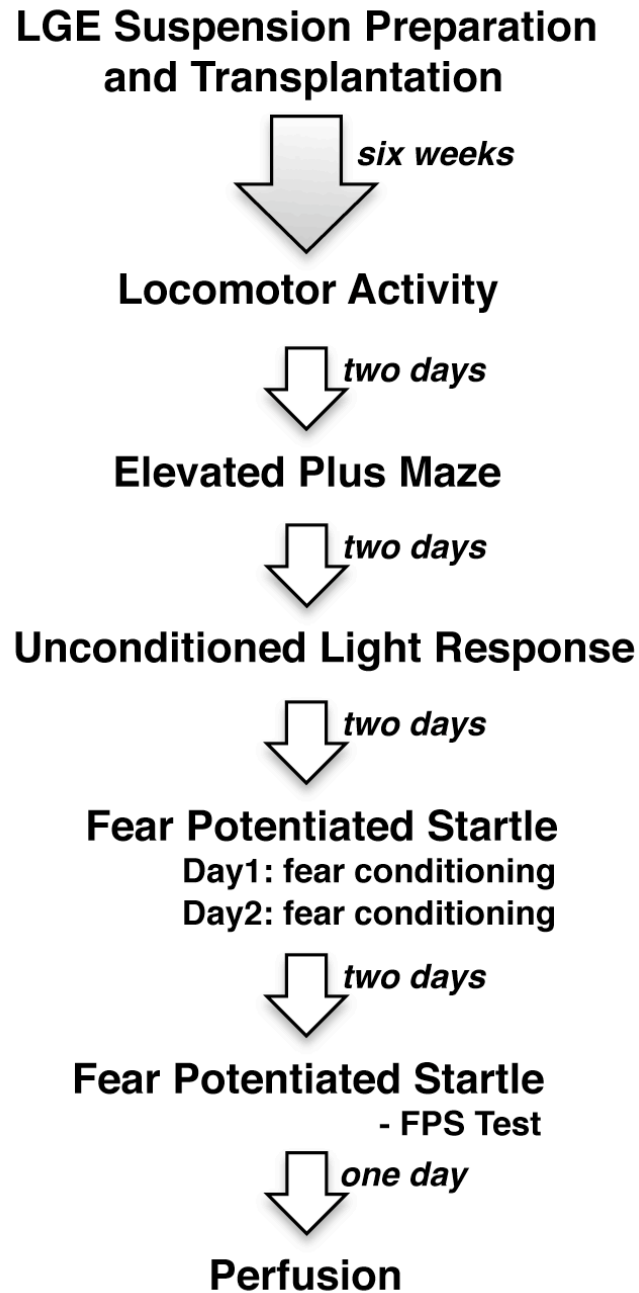 LGE Suspension Preparation
and Transplantation
six weeks
Locomotor Activity
two days
Elevated Plus Maze
two days
Unconditioned Light Response
two days
Fear Potentiated Startle
Day1: fear conditioning
Day2: fear conditioning
two days
Fear Potentiated Startle
- FPS Test
one day
Perfusion